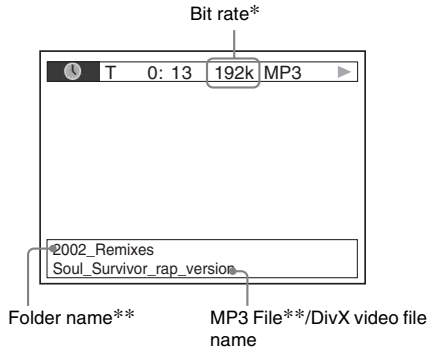 Bit rate*
T 0: 13 192k MP3
2002_Remixes
Soul_Survivor_rap_version
Folder name**
MP3 File**/DivX video file
name